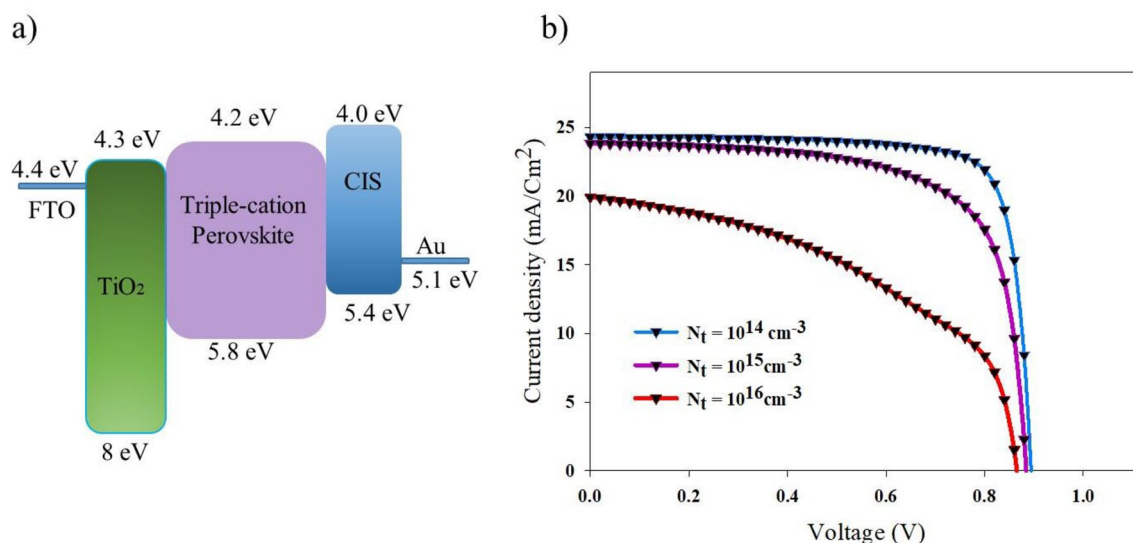 a)
4.4 eV
FTO
4.3 eV
TiO₂
8 eV
4.2 eV
Triple-cation
Perovskite
5.8 eV
4.0 eV
CIS
5.4 eV
Au
5.1 eV
b)
Current density (mA/Cm²)
25
20
15
10
5
0
Nₜ = 10¹⁴ cm⁻³
Nₜ = 10¹⁵cm⁻³
Nₜ = 10¹⁶cm⁻³
0.0 0.2 0.4 0.6 0.8 1.0
Voltage (V)